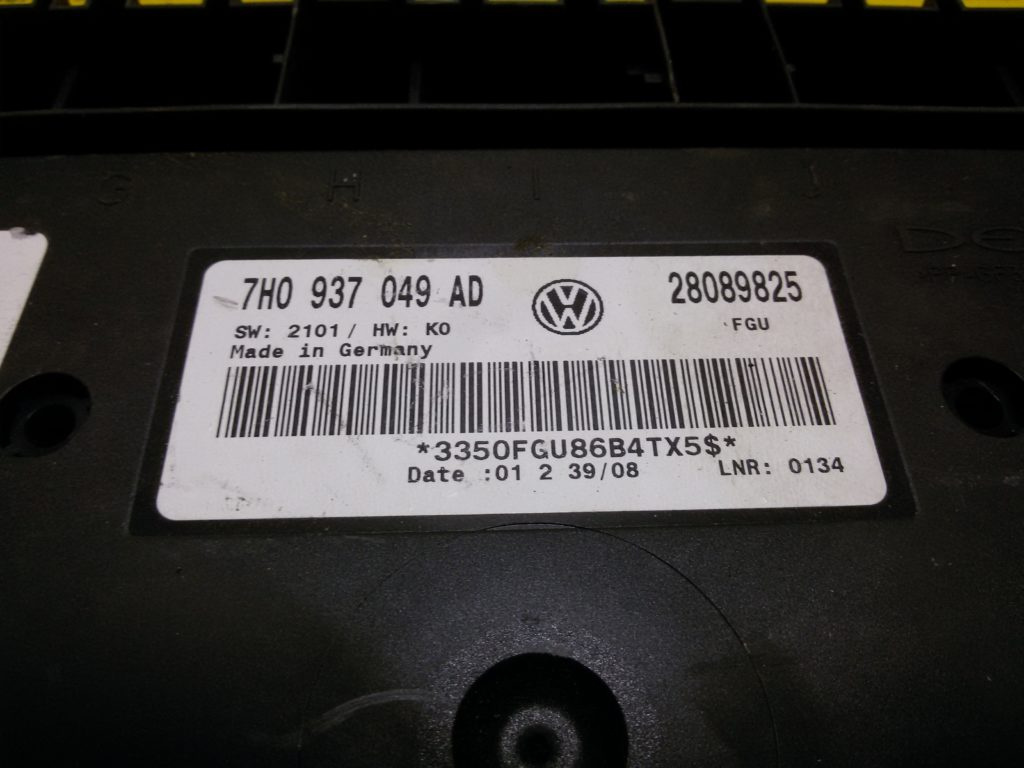 G H I J
DE
7H0 937 049 AD
28089825
SW: 2101/ HW: K0
FGU
Made in Germany
*3350FGU86B4TX5$*
Date :01 2 39/08
LNR: 0134